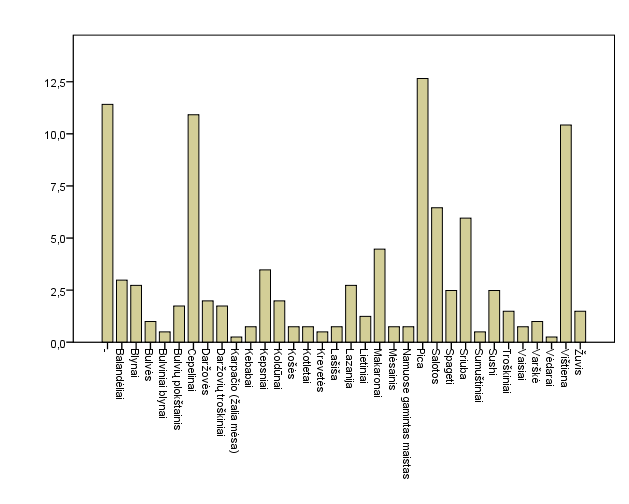 12,5
10,0
7,5
5,0
2,5
0,0
-
Balandėliai
Blynai
Bulvės
Bulviniai blynai
Bulvių plokštainis
Cepelinai
Daržovės
Daržovių troškiniai
Karpačio (žalia mėsa)
Kebabai
Kepsniai
Koldūnai
Košės
Kotletai
Krevetės
Lašiša
Lazanija
Lietiniai
Makaronai
Mėsainis
Namuose gamintas maistas
Pica
Salotos
Spageti
Sriuba
Sumuštiniai
Sushi
Troškiniai
Vaisiai
Varškė
Vėdarai
Vištiena
Žuvis